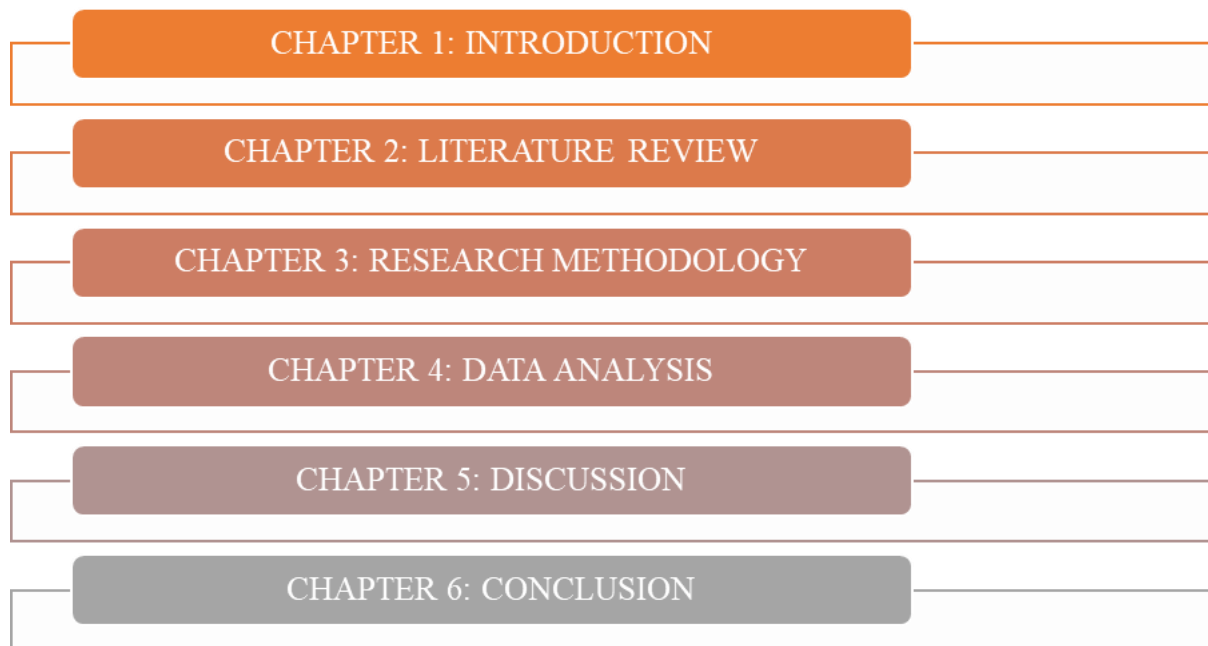 CHAPTER 1: INTRODUCTION
CHAPTER 2: LITERATURE REVIEW
CHAPTER 3: RESEARCH METHODOLOGY
CHAPTER 4: DATA ANALYSIS
CHAPTER 5: DISCUSSION
CHAPTER 6: CONCLUSION